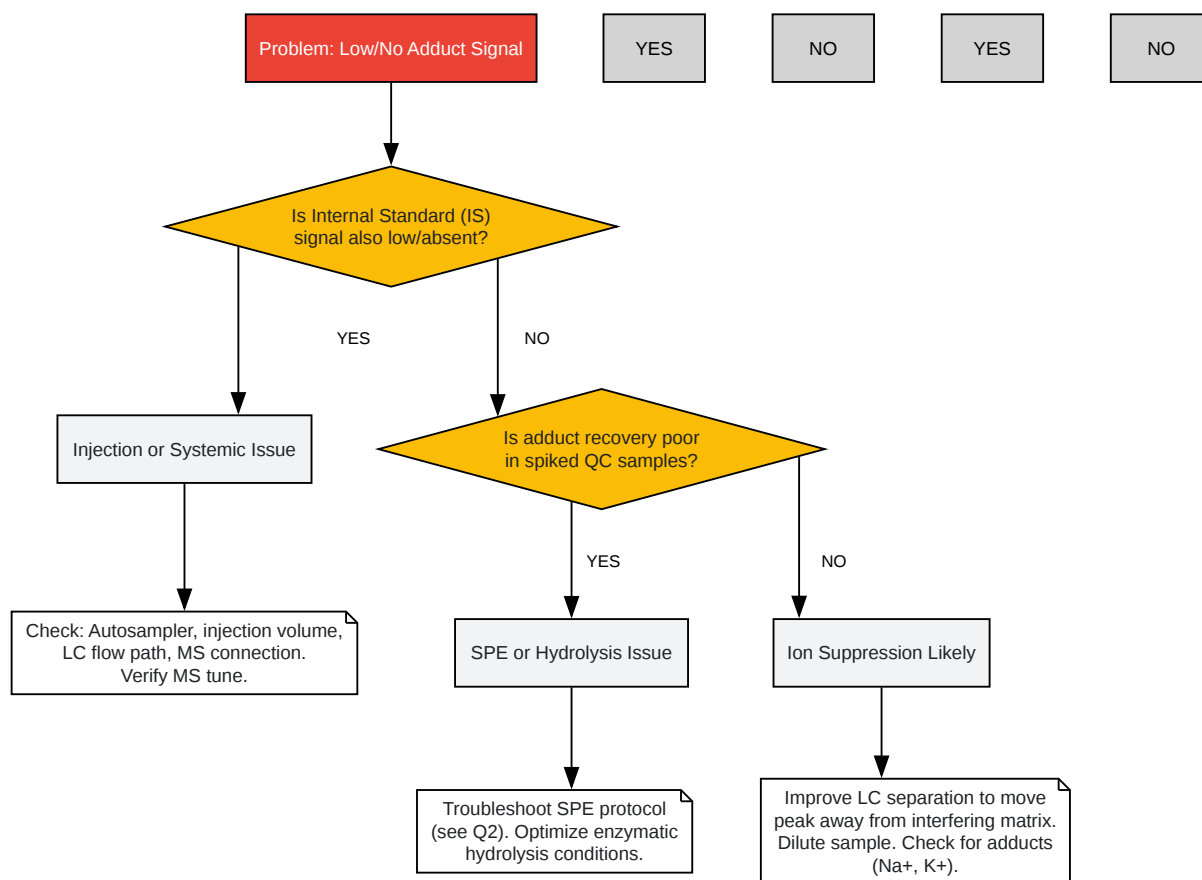 Problem: Low/No Adduct Signal
YES
NO
YES
NO
Is Internal Standard (IS)
signal also low/absent?
YES
NO
Injection or Systemic Issue
Is adduct recovery poor
in spiked QC samples?
YES
NO
Check: Autosampler, injection volume,
LC flow path, MS connection.
Verify MS tune.
SPE or Hydrolysis Issue
Ion Suppression Likely
Troubleshoot SPE protocol
(see Q2). Optimize enzymatic
hydrolysis conditions.
Improve LC separation to move
peak away from interfering matrix.
Dilute sample. Check for adducts
(Na+, K+).